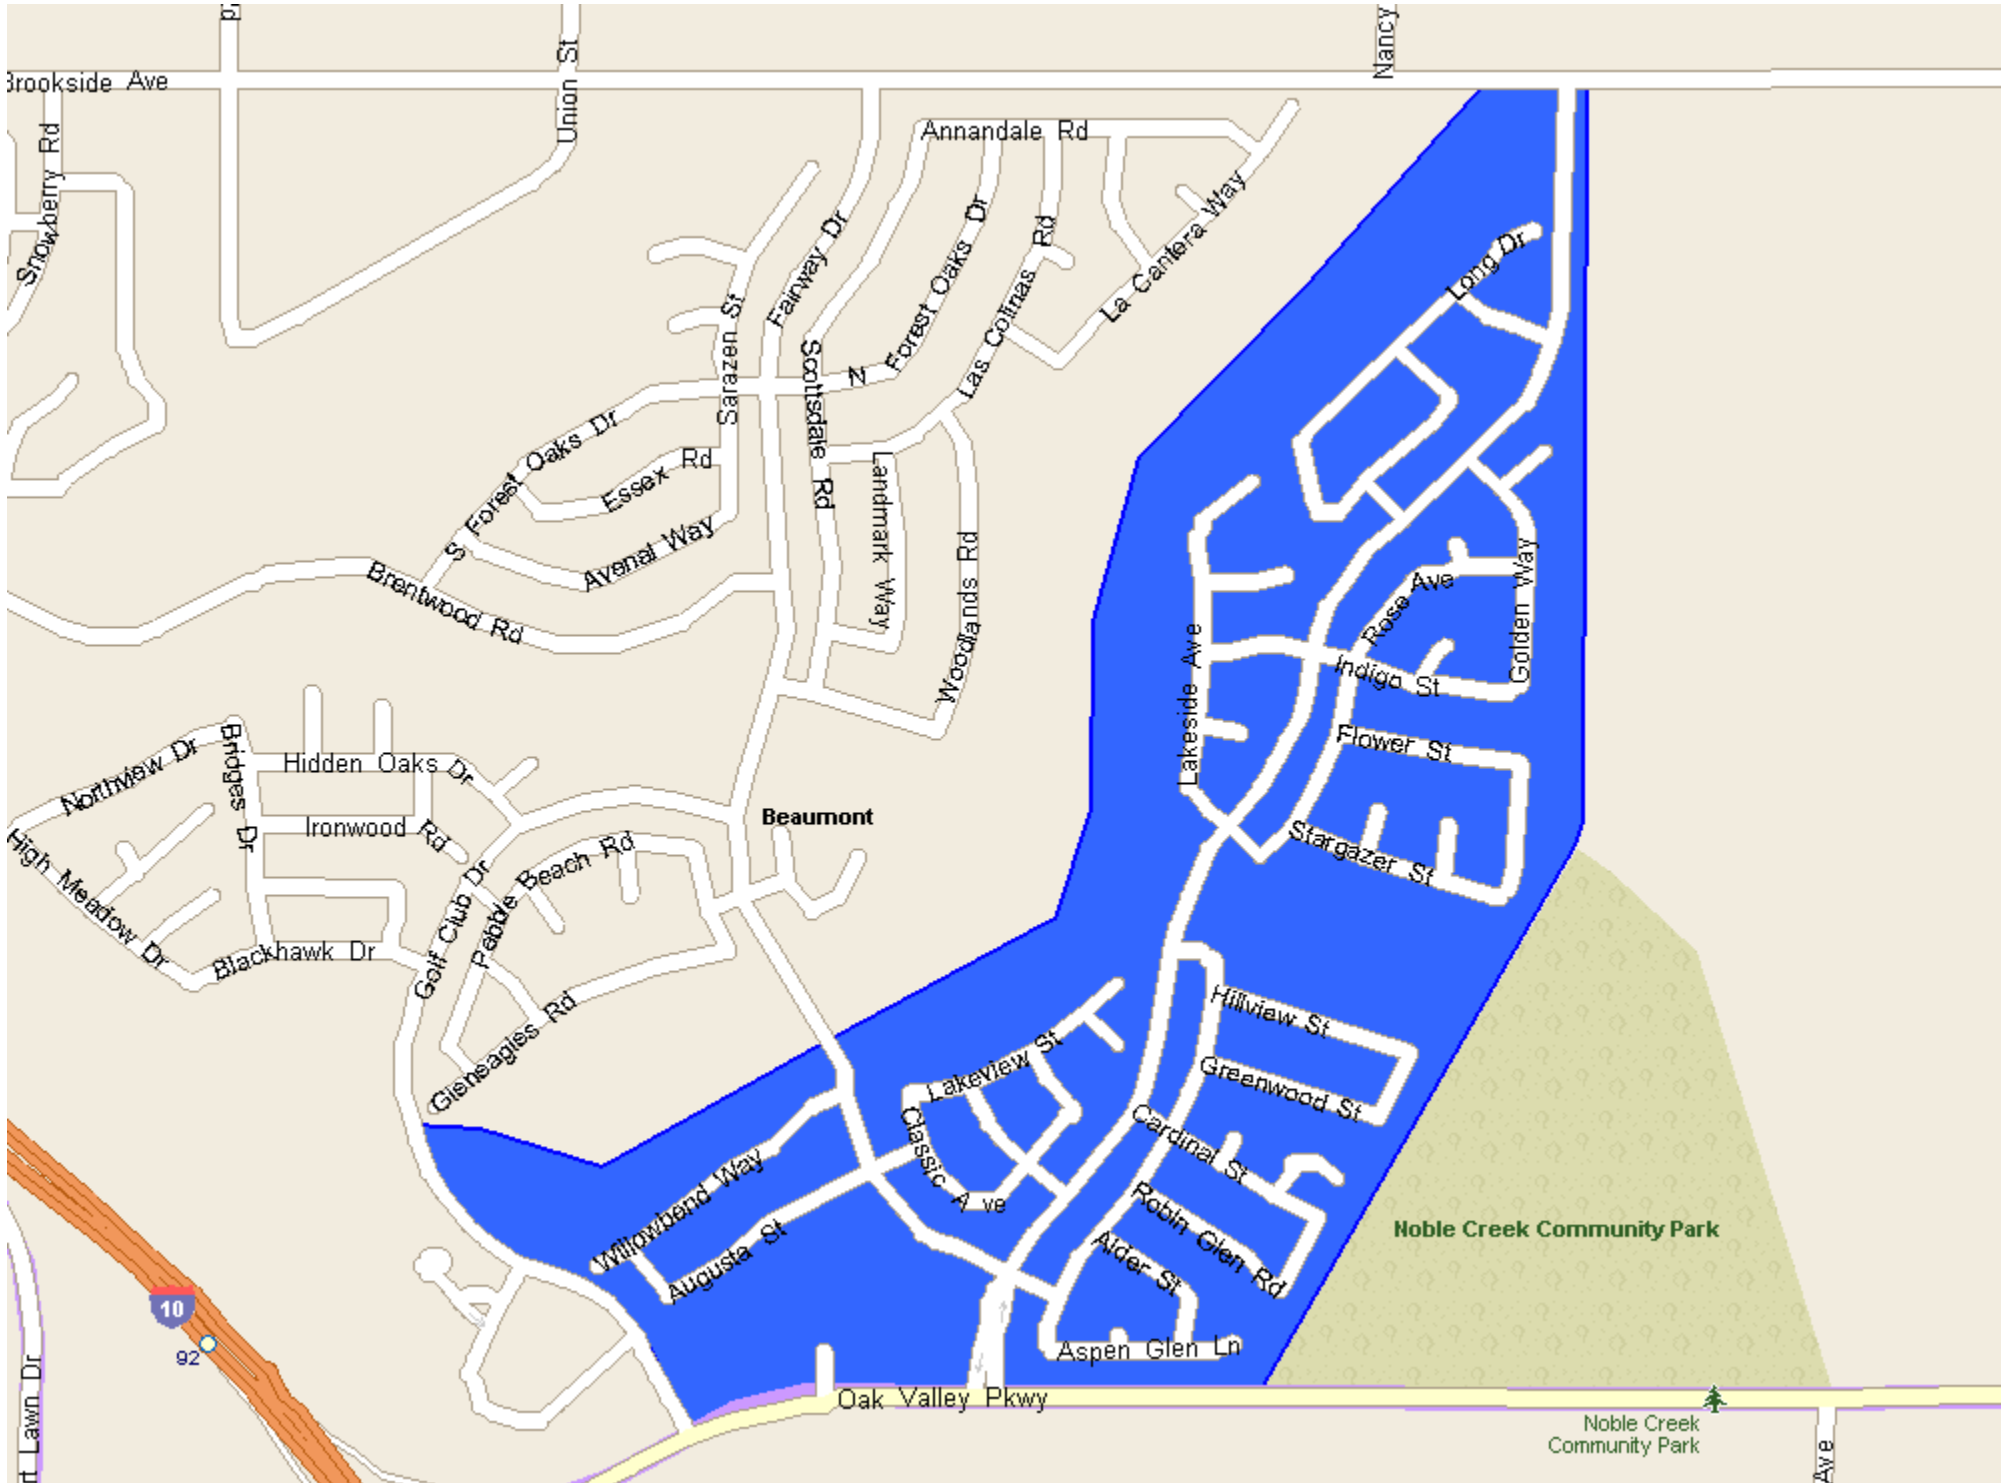 Nancy
Brookside Ave
Union St
Snowberry Rd
Annandale Rd
Fairway Dr
Forest Oaks Dr
N
Las Colinas Rd
La Cantera Way
Long Dr
Sarazen St
Scottsdale Rd
S Forest Oaks Dr
Essex Rd
Avenal Way
Landmark Way
Woodlands Rd
Brentwood Rd
Rose Ave
Golden Way
Lakeside Ave
Indigo St
Flower St
Stargazer St
Northview Dr
Bridges Dr
Hidden Oaks Dr
Ironwood Rd
Beaumont
High Meadow Dr
Blackhawk Dr
Golf Club Dr
Pebble Beach Rd
Gleneagles Rd
Hillview St
Greenwood St
Lakeview St
Classic Ave
Cardinal St
Robin Glen Rd
Alder St
Aspen Glen Ln
Willowbend Way
Augusta St
Noble Creek Community Park
10
92
Oak Valley Pkwy
Noble Creek
Community Park
Lawn Dr
Ave